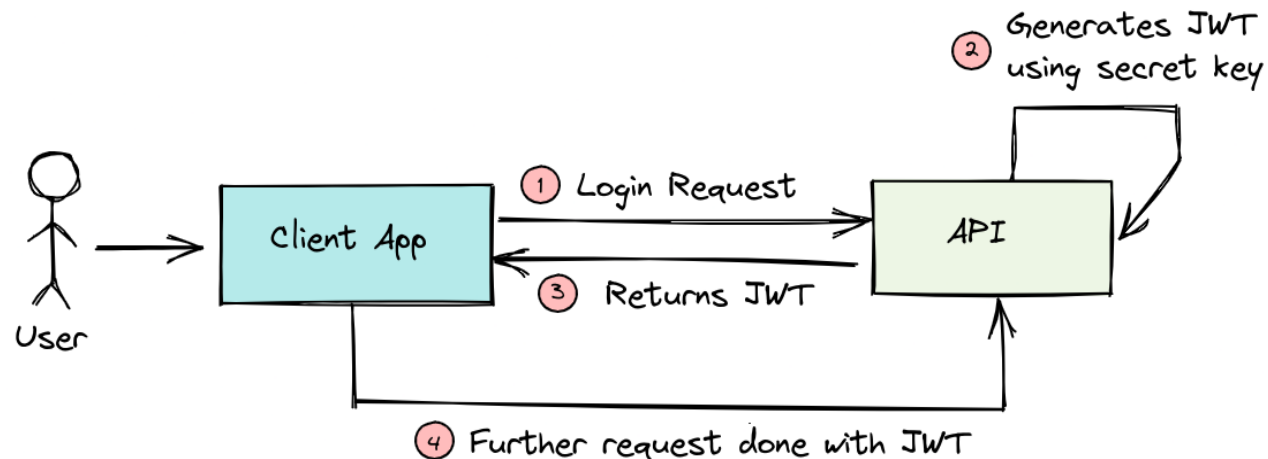 2 Generates JWT
using secret key
1 Login Request
Client App
API
3 Returns JWT
User
4 Further request done with JWT